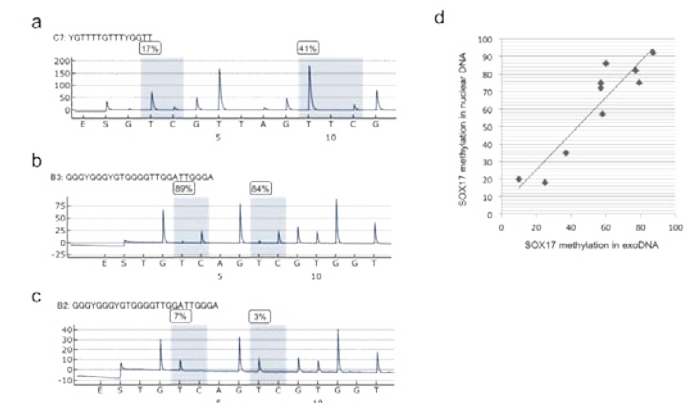 a
C7: YGTTTTGTTTYGGTT
17%
41%
200
150
100
50
0
E S G T C G T T A G T T C G
5 10
b
B3: GGGYGGGYGTGGGGTTGGATTGGGA
89%
84%
75
50
25
0
-25
E S T G T C A G T C G T G G T
5 10
c
B2: GGGYGGGYGTGGGGTTGGATTGGGA
7%
3%
40
30
20
10
0
-10
E S T G T C A G T C G T G G T
5 10
d
SOX17 methylation in nuclear DNA
100
90
80
70
60
50
40
30
20
10
0
0 20 40 60 80 100
SOX17 methylation in exoDNA